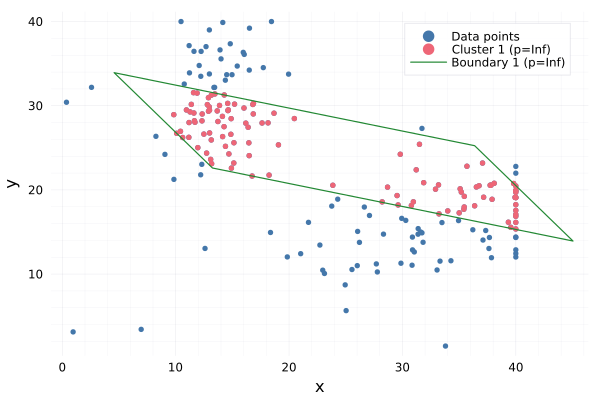 Data points
Cluster 1 (p=Inf)
Boundary 1 (p=Inf)
40
30
20
10
y
0 10 20 30 40
x